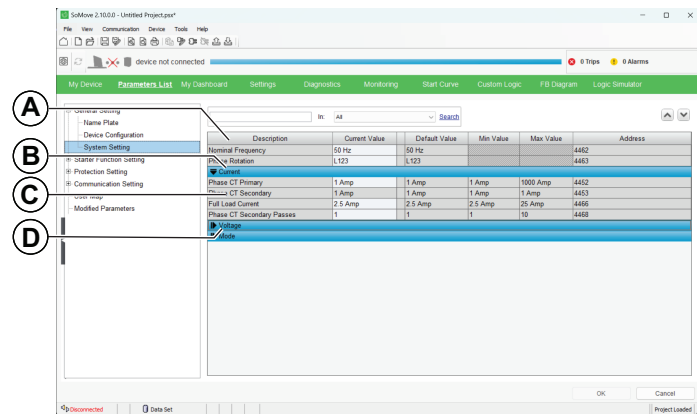 SoMove 2.10.0.0 - Untitled Project.psx*
File View Communication Device Tools Help
device not connected
0 Trips 0 Alarms
My Device Parameters List My Dashboard Settings Diagnostics Monitoring Start Curve Custom Logic FB Diagram Logic Simulator
A
General Setting
In: All Search
Name Plate
Device Configuration
Description Current Value Default Value Min Value Max Value Address
B
System Setting
Nominal Frequency 50 Hz 50 Hz 4462
Starter Function Setting
Phase Rotation L123 L123 4463
Protection Setting
Current
C
Communication Setting
Phase CT Primary 1 Amp 1 Amp 1 Amp 1000 Amp 4452
User Map
Phase CT Secondary 1 Amp 1 Amp 1 Amp 1 Amp 4453
Modified Parameters
Full Load Current 2.5 Amp 2.5 Amp 2.5 Amp 25 Amp 4466
Phase CT Secondary Passes 1 1 1 10 4468
D
Voltage
Mode
OK Cancel
Disconnected Data Set Project Loaded